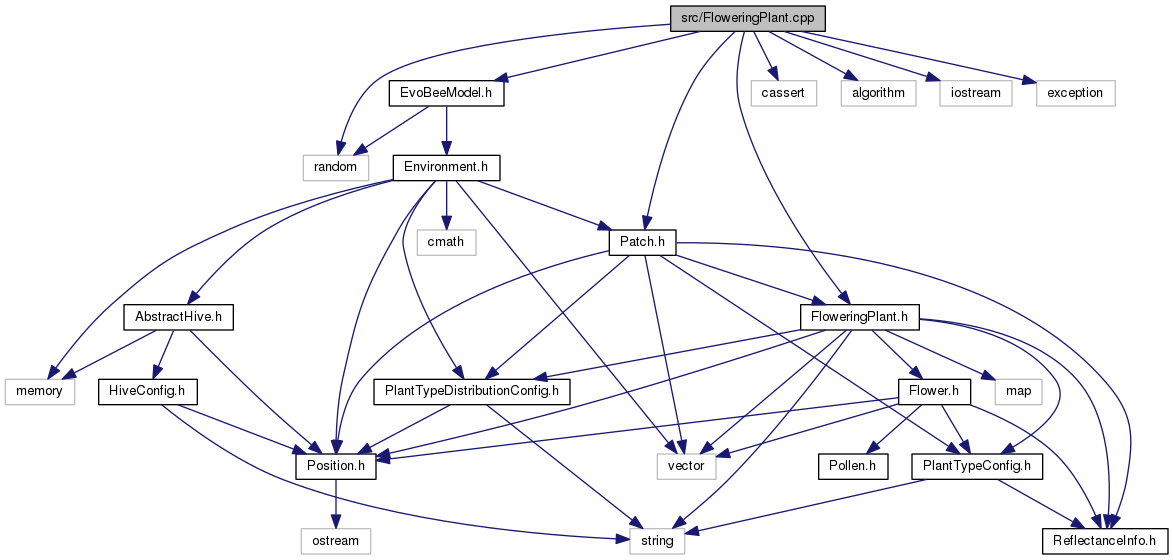 src/FloweringPlant.cpp
EvoBeeModel.h
cassert
algorithm
iostream
exception
random
Environment.h
cmath
Patch.h
AbstractHive.h
FloweringPlant.h
memory
HiveConfig.h
PlantTypeDistributionConfig.h
Flower.h
map
Position.h
vector
Pollen.h
PlantTypeConfig.h
ostream
string
ReflectanceInfo.h